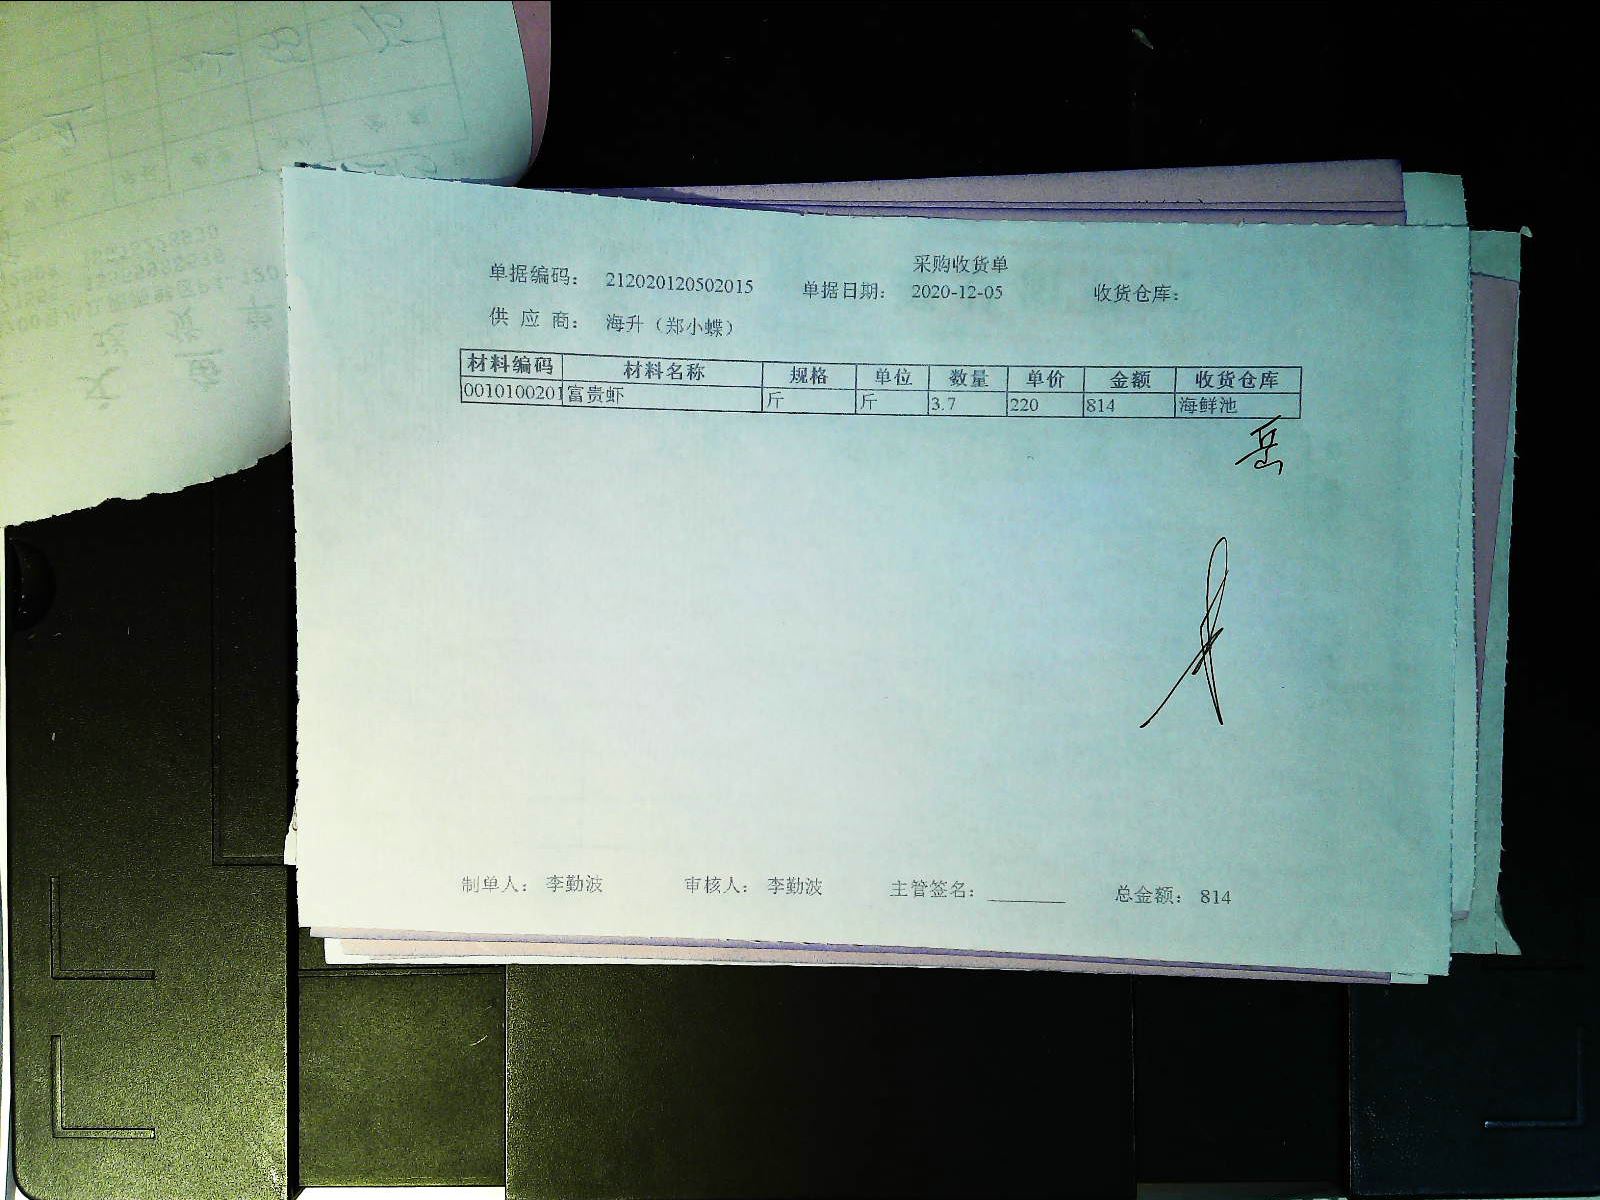 采购收货单
单据编码： 212020120502015 单据日期： 2020-12-05 收货仓库：
供 应 商： 海升（郑小蝶）
材料编码 材料名称 规格 单位 数量 单价 金额 收货仓库
0010100201 富贵虾 斤 斤 3.7 220 814 海鲜池
岳
制单人： 李勤波 审核人： 李勤波 主管签名： 总金额： 814